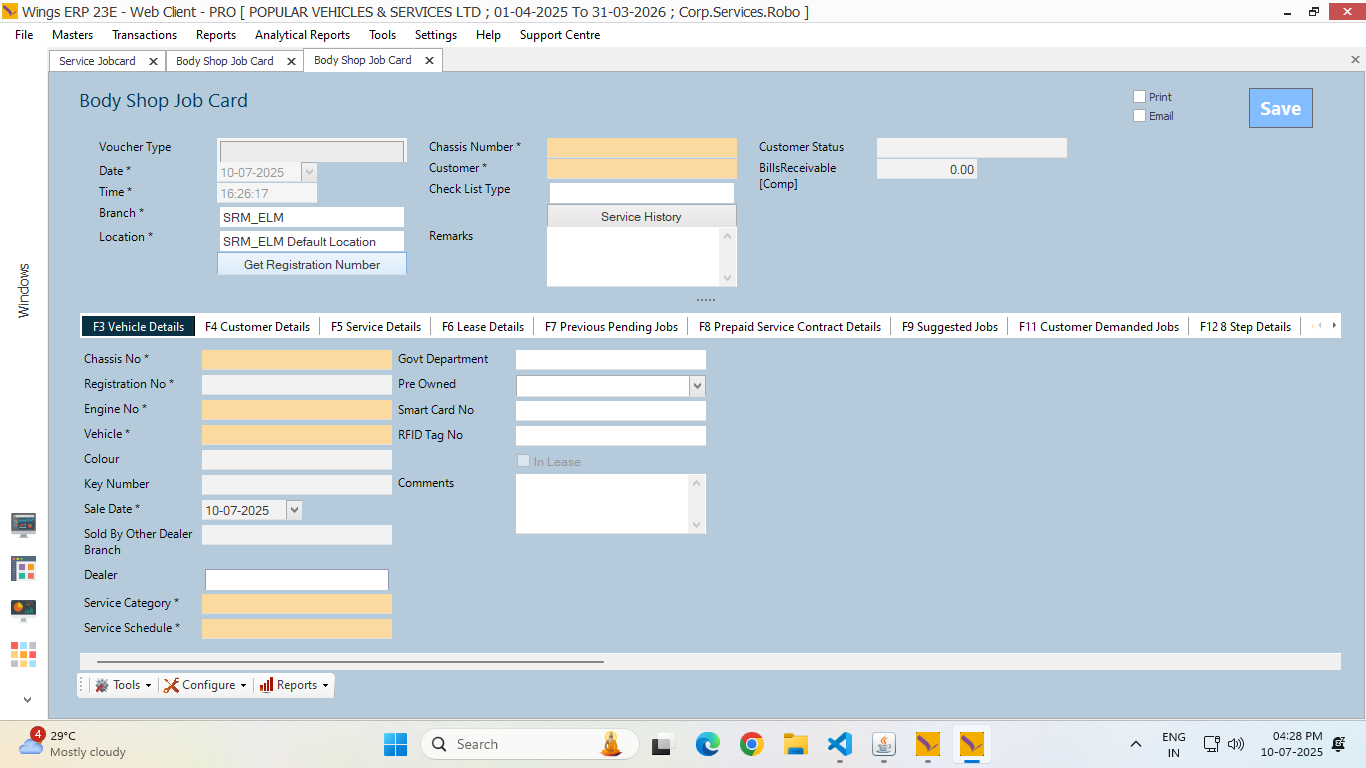 Wings ERP 23E - Web Client - PRO [ POPULAR VEHICLES & SERVICES LTD ; 01-04-2025 To 31-03-2026 ; Corp.Services.Robo ]
File Masters Transactions Reports Analytical Reports Tools Settings Help Support Centre
Service Jobcard Body Shop Job Card Body Shop Job Card
Body Shop Job Card
Print
Email
Save
Voucher Type
Date * 10-07-2025
Time * 16:26:17
Branch * SRM_ELM
Location * SRM_ELM Default Location
Get Registration Number
Chassis Number *
Customer *
Check List Type
Service History
Remarks
Customer Status
BillsReceivable 0.00
[Comp]
Windows
F3 Vehicle Details F4 Customer Details F5 Service Details F6 Lease Details F7 Previous Pending Jobs F8 Prepaid Service Contract Details F9 Suggested Jobs F11 Customer Demanded Jobs F12 8 Step Details
Chassis No *
Registration No *
Engine No *
Vehicle *
Colour
Key Number
Sale Date * 10-07-2025
Sold By Other Dealer
Branch
Dealer
Service Category *
Service Schedule *
Govt Department
Pre Owned
Smart Card No
RFID Tag No
In Lease
Comments
Tools Configure Reports
4
29°C
Mostly cloudy
Search
ENG
IN
04:28 PM
10-07-2025